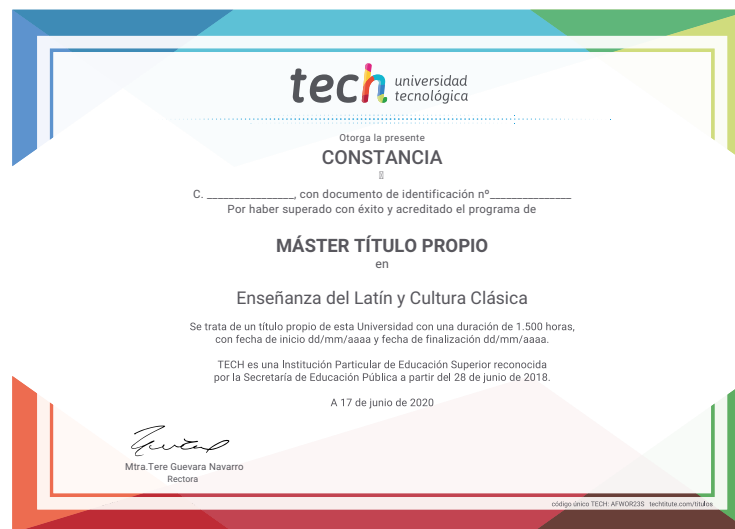 tech universidad
tecnológica
Otorga la presente
CONSTANCIA
C. ________________, con documento de identificación nº_______________
Por haber superado con éxito y acreditado el programa de
MÁSTER TÍTULO PROPIO
en
Enseñanza del Latín y Cultura Clásica
Se trata de un título propio de esta Universidad con una duración de 1.500 horas,
con fecha de inicio dd/mm/aaaa y fecha de finalización dd/mm/aaaa.
TECH es una Institución Particular de Educación Superior reconocida
por la Secretaría de Educación Pública a partir del 28 de junio de 2018.
A 17 de junio de 2020
Mtra.Tere Guevara Navarro
Rectora
código único TECH: AFWOR23S techtitute.com/titulos